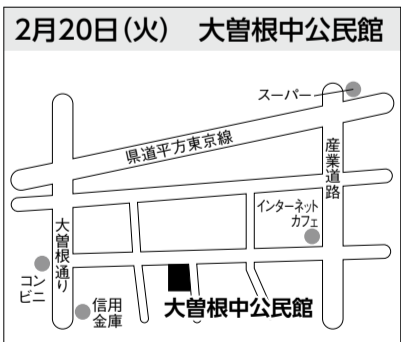 2月20日(火) 大曽根中公民館
スーパー
県道平方東京線
産業道路
大曽根通り
インターネット
カフェ
コン
ビニ
信用
金庫
大曽根中公民館